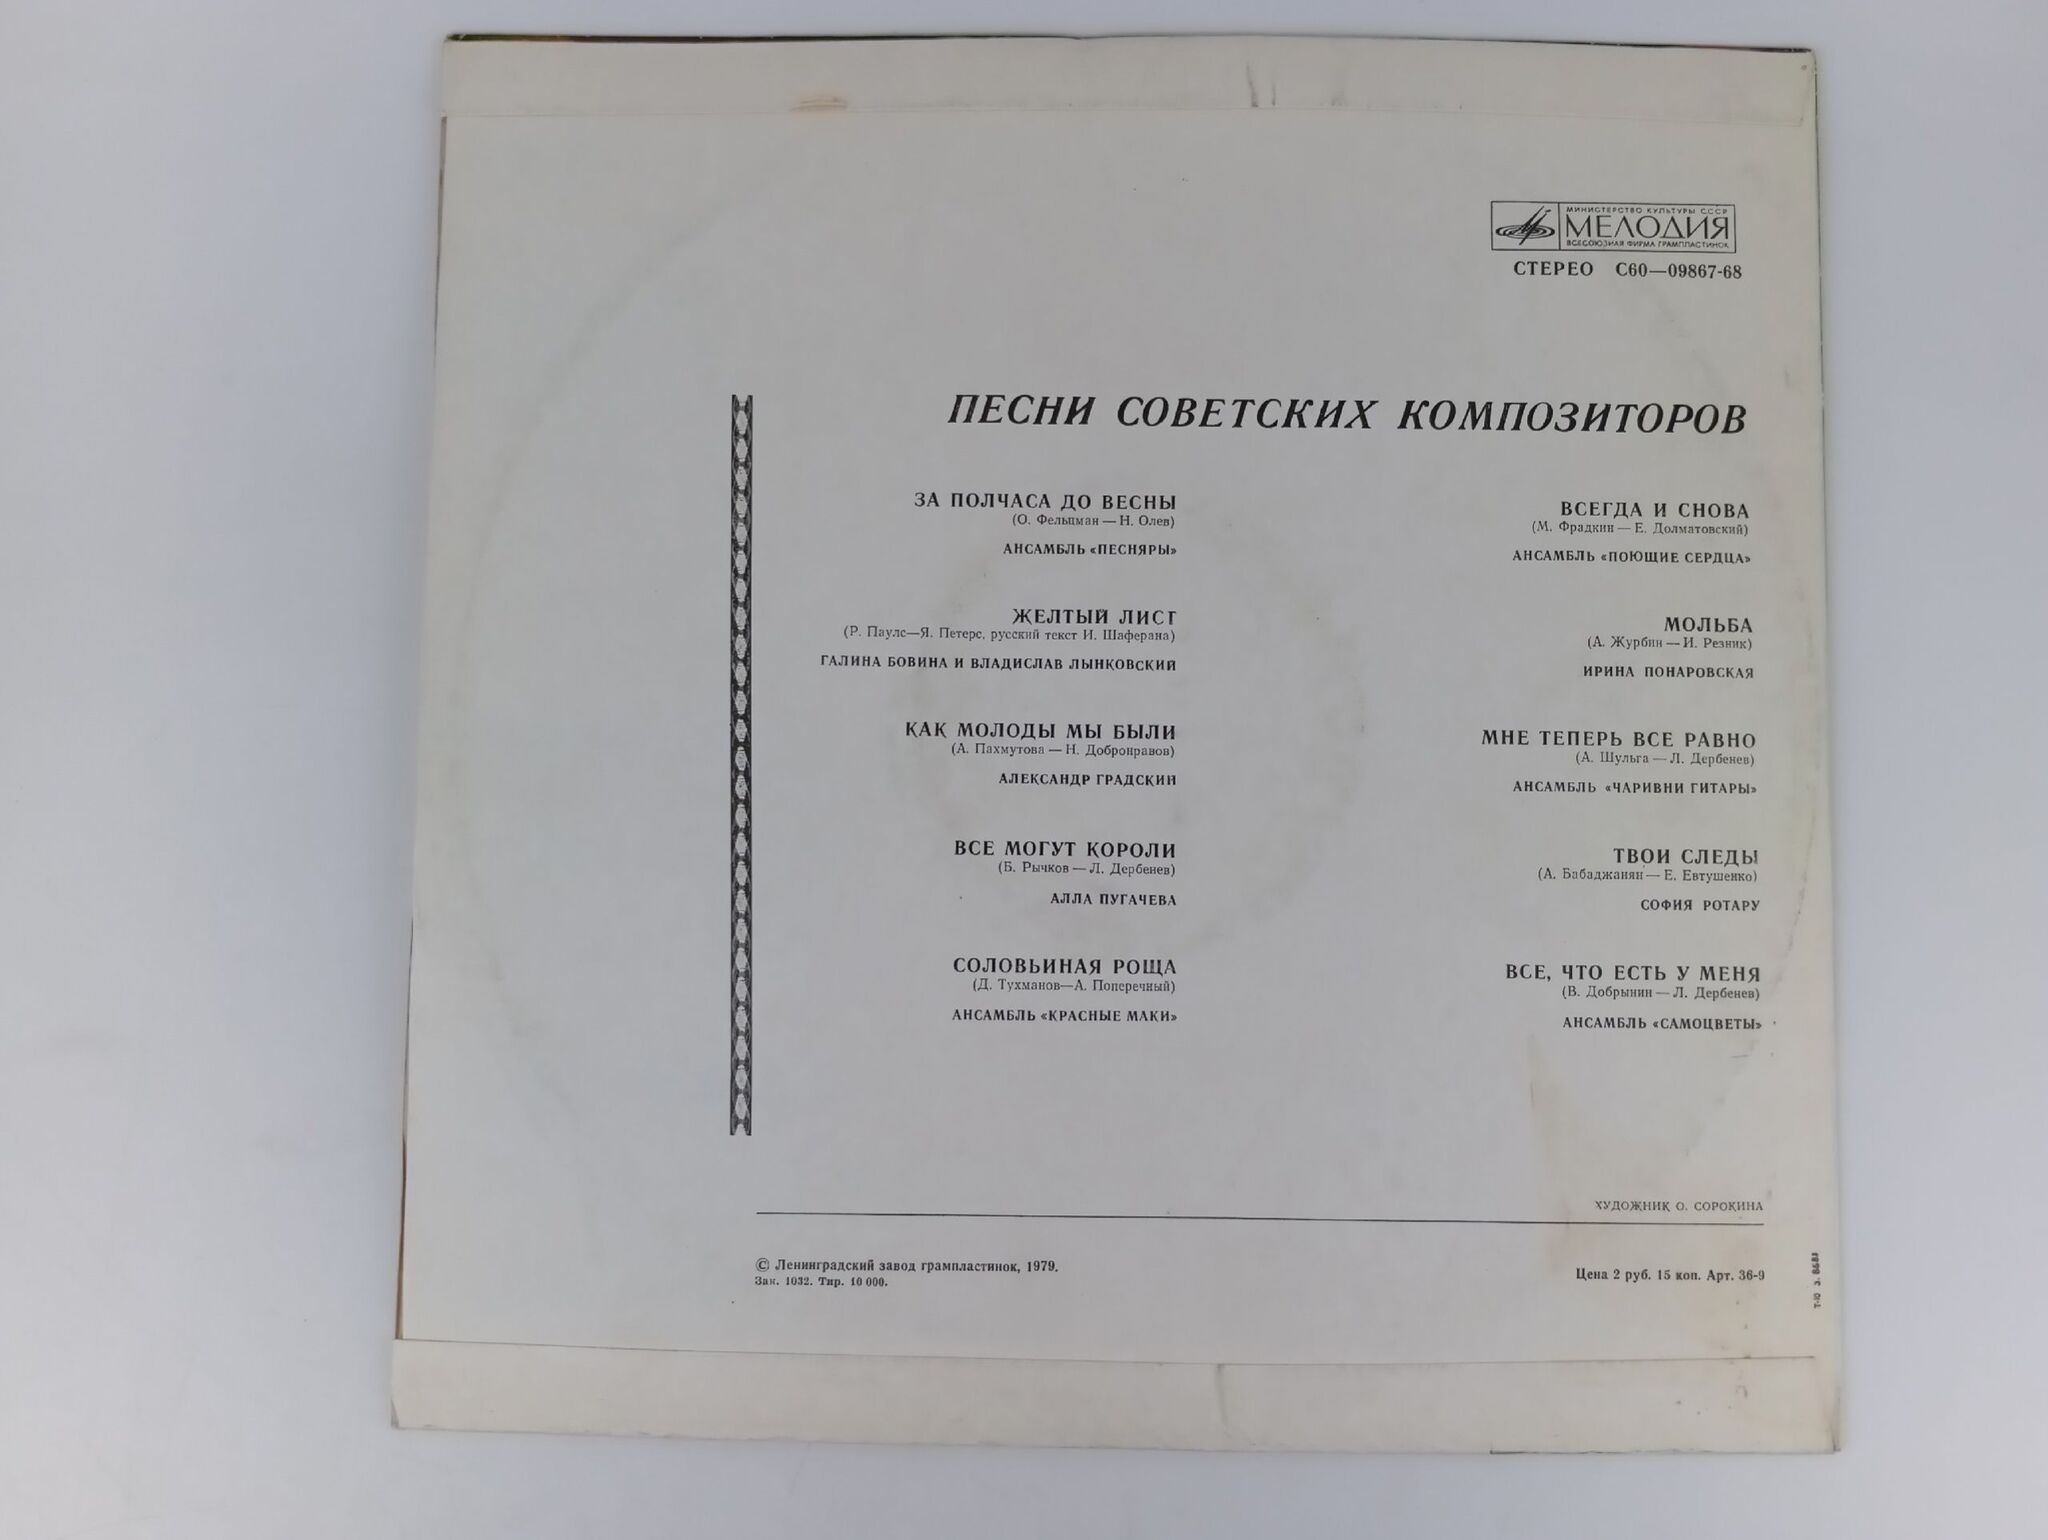 МИНИСТЕРСТВО КУЛЬТУРЫ СССР
МЕЛОДИЯ
ВСЕСОЮЗНАЯ ФИРМА ГРАМПЛАСТИНОК
СТЕРЕО С60—09867-68
ПЕСНИ СОВЕТСКИХ КОМПОЗИТОРОВ
ЗА ПОЛЧАСА ДО ВЕСНЫ
(О. Фельцман — Н. Олев)
АНСАМБЛЬ «ПЕСНЯРЫ»
ЖЕЛТЫЙ ЛИСТ
(Р. Паулс—Я. Петерс, русский текст И. Шаферана)
ГАЛИНА БОВИНА И ВЛАДИСЛАВ ЛЫНКОВСКИЙ
КАК МОЛОДЫ МЫ БЫЛИ
(А. Пахмутова — Н. Добронравов)
АЛЕКСАНДР ГРАДСКИЙ
ВСЕ МОГУТ КОРОЛИ
(Б. Рычков — Л. Дербенев)
АЛЛА ПУГАЧЕВА
СОЛОВЬИНАЯ РОЩА
(Д. Тухманов—А. Поперечный)
АНСАМБЛЬ «КРАСНЫЕ МАКИ»
ВСЕГДА И СНОВА
(М. Фрадкин — Е. Долматовский)
АНСАМБЛЬ «ПОЮЩИЕ СЕРДЦА»
МОЛЬБА
(А. Журбин — И. Резник)
ИРИНА ПОНАРОВСКАЯ
МНЕ ТЕПЕРЬ ВСЕ РАВНО
(А. Шульга — Л. Дербенев)
АНСАМБЛЬ «ЧАРИВНИ ГИТАРЫ»
ТВОИ СЛЕДЫ
(А. Бабаджанян — Е. Евтушенко)
СОФИЯ РОТАРУ
ВСЕ, ЧТО ЕСТЬ У МЕНЯ
(В. Добрынин — Л. Дербенев)
АНСАМБЛЬ «САМОЦВЕТЫ»
ХУДОЖНИК О. СОРОКИНА
© Ленинградский завод грампластинок, 1979.
Зак. 1032. Тир. 10 000.
Цена 2 руб. 15 коп. Арт. 36-9